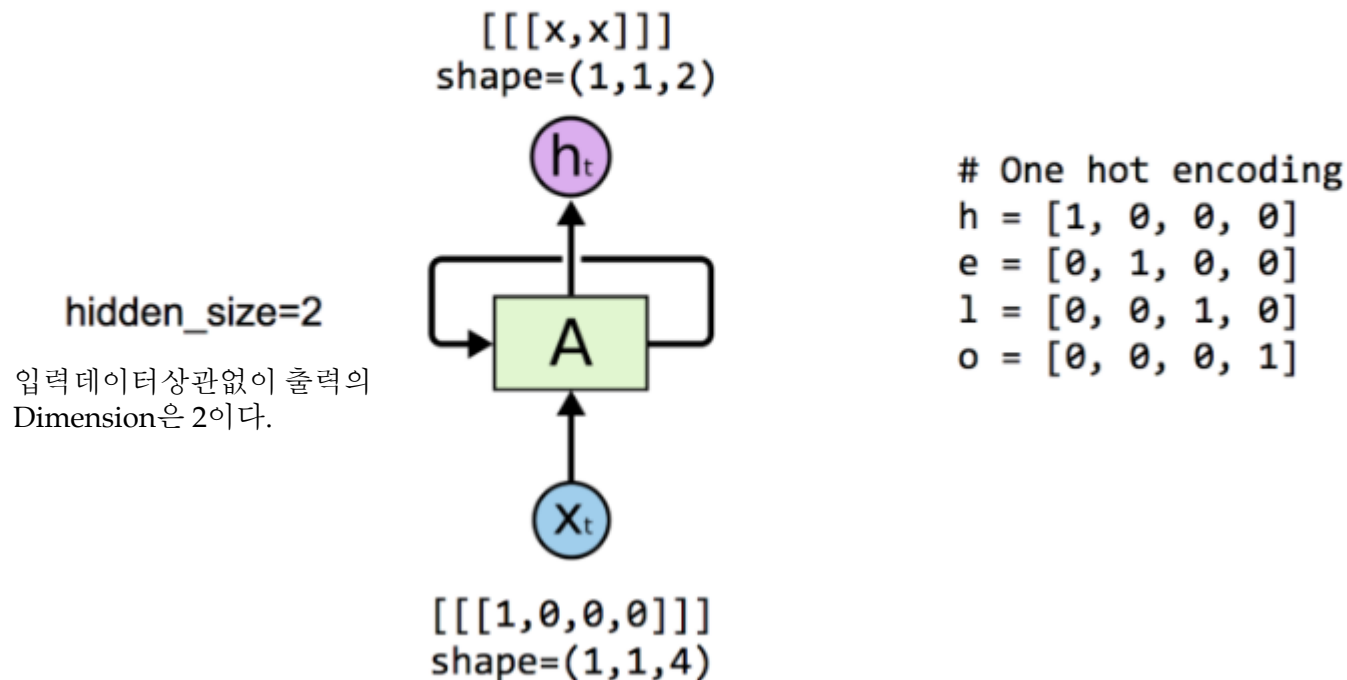 [[[x,x]]]
shape=(1,1,2)
ht
# One hot encoding
h = [1, 0, 0, 0]
e = [0, 1, 0, 0]
l = [0, 0, 1, 0]
o = [0, 0, 0, 1]
hidden_size=2
A
입력데이터상관없이 출력의
Dimension은 2이다.
Xt
[[[1,0,0,0]]]
shape=(1,1,4)